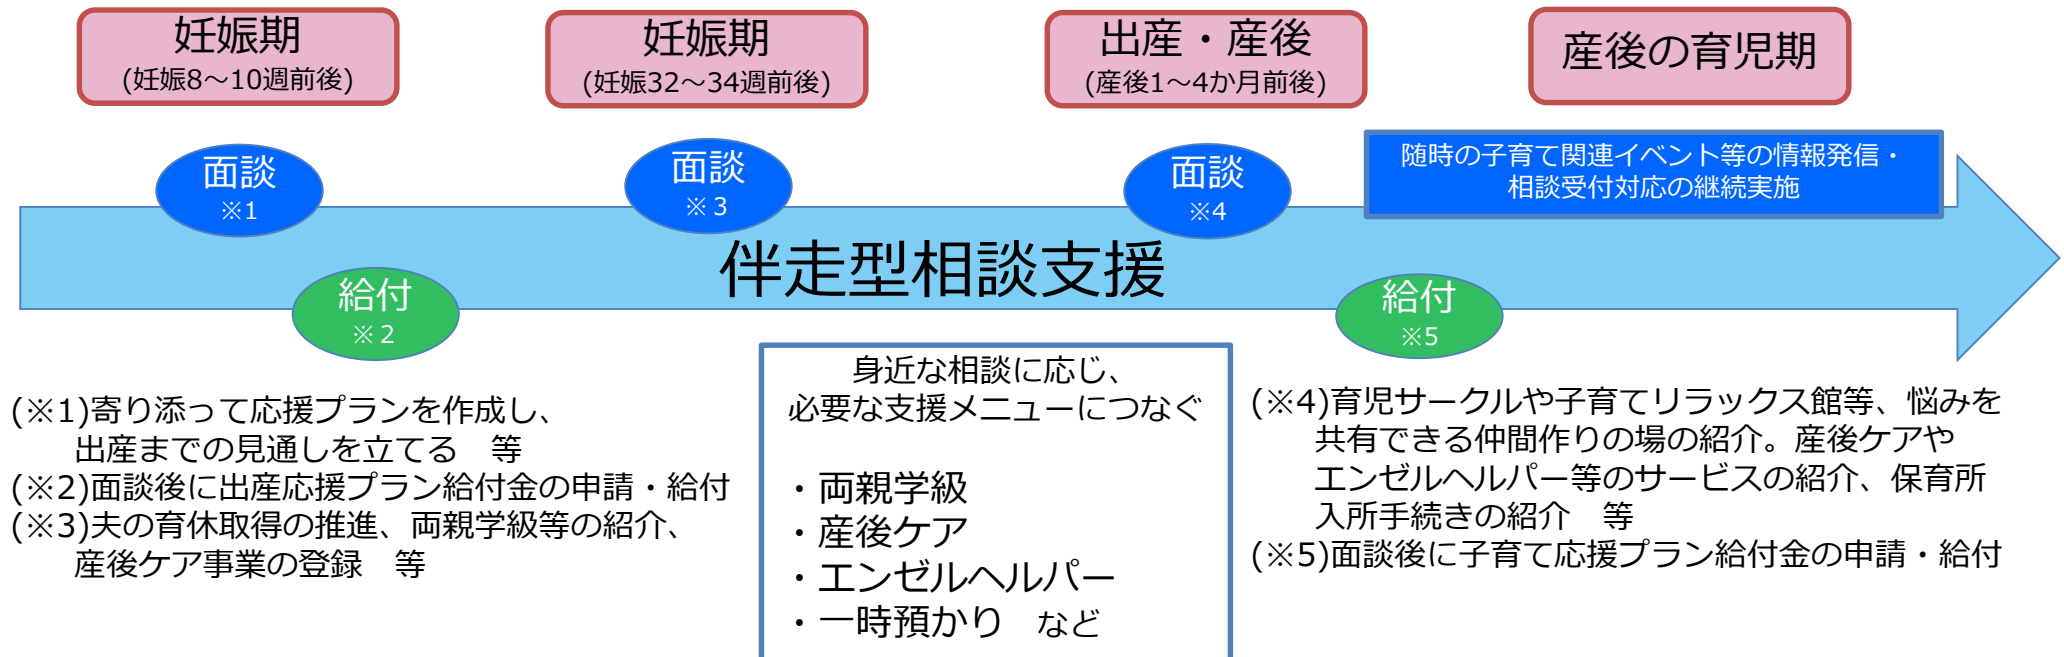 妊娠期
(妊娠8～10週前後)
妊娠期
(妊娠32～34週前後)
出産・産後
(産後1～4か月前後)
産後の育児期
面談
※1
面談
※３
面談
※4
随時の子育て関連イベント等の情報発信・
相談受付対応の継続実施
伴走型相談支援
給付
※２
給付
※5
(※1)寄り添って応援プランを作成し、
出産までの見通しを立てる　等
(※2)面談後に出産応援プラン給付金の申請・給付
(※3)夫の育休取得の推進、両親学級等の紹介、
産後ケア事業の登録　等
身近な相談に応じ、
必要な支援メニューにつなぐ
・両親学級
・産後ケア
・エンゼルヘルパー
・一時預かり　など
(※4)育児サークルや子育てリラックス館等、悩みを
共有できる仲間作りの場の紹介。産後ケアや
エンゼルヘルパー等のサービスの紹介、保育所
入所手続きの紹介　等
(※5)面談後に子育て応援プラン給付金の申請・給付